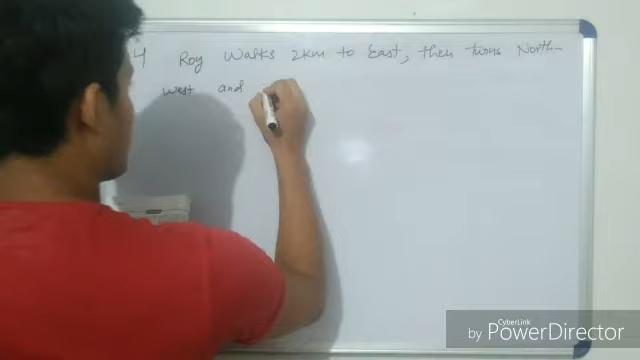 4 Roy walks 2km to East, then turns North-
west and
by CyberLink
PowerDirector